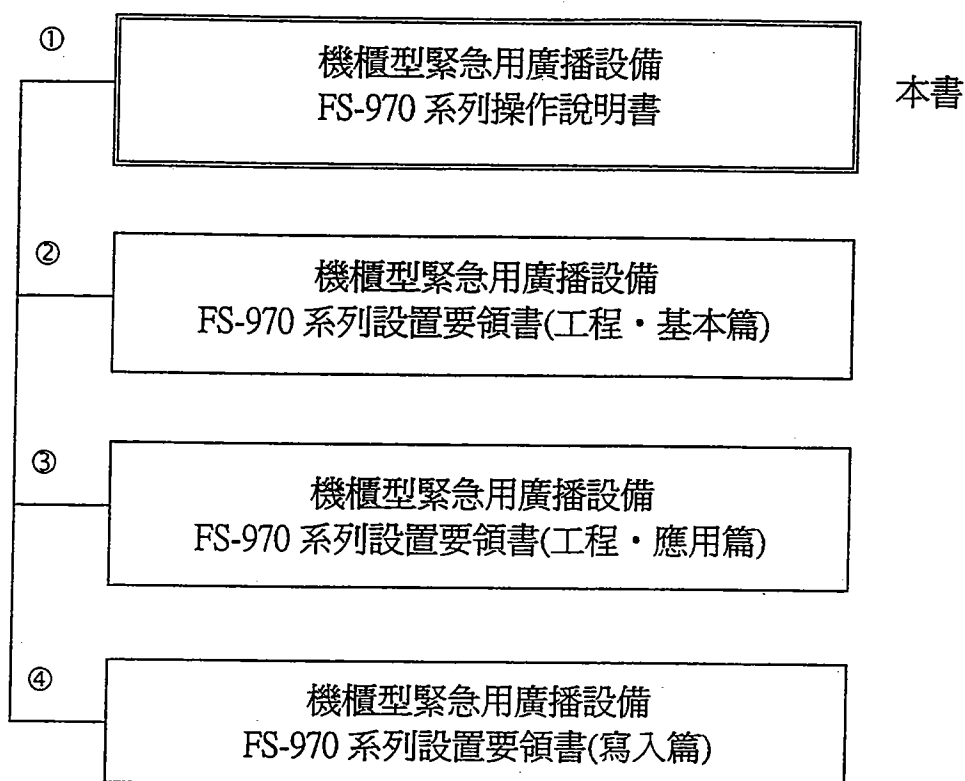 ①
機櫃型緊急用廣播設備
FS-970 系列操作說明書
本書
②
機櫃型緊急用廣播設備
FS-970 系列設置要領書(工程・基本篇)
③
機櫃型緊急用廣播設備
FS-970 系列設置要領書(工程・應用篇)
④
機櫃型緊急用廣播設備
FS-970 系列設置要領書(寫入篇)